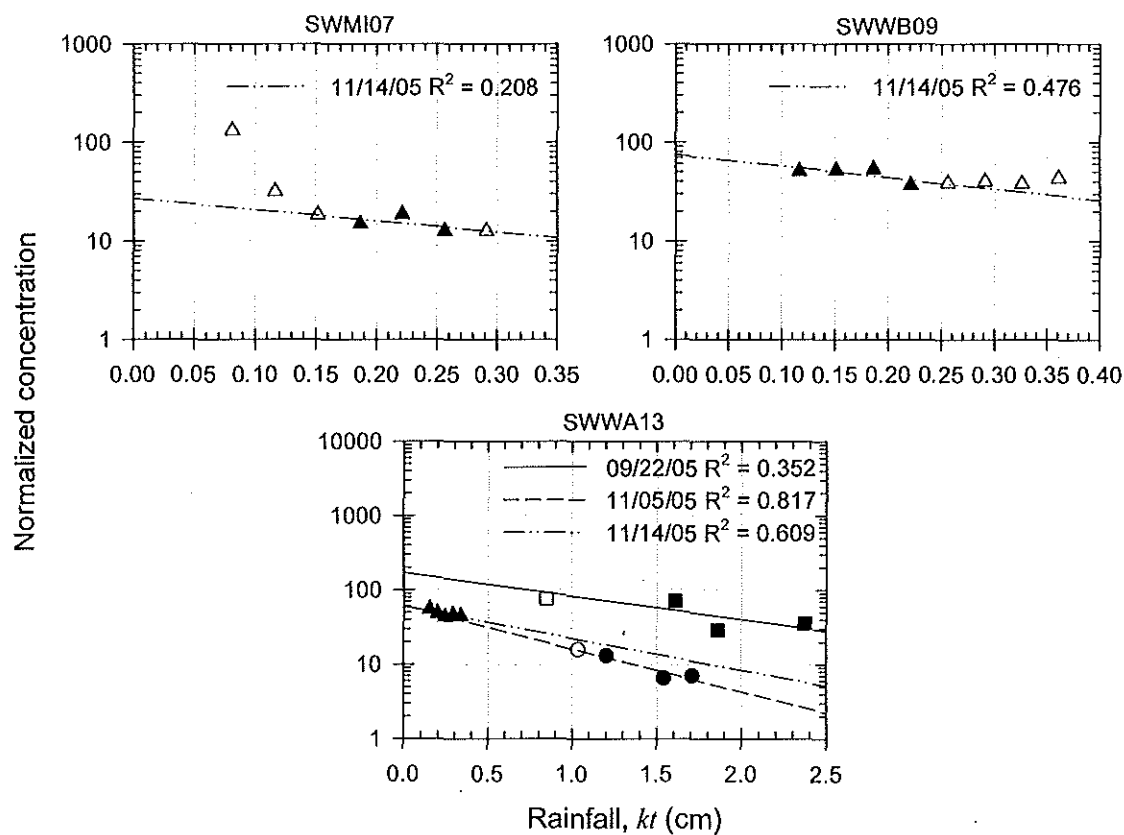 SWMI07
1000
100
10
1
11/14/05 R² = 0.208
0.00 0.05 0.10 0.15 0.20 0.25 0.30 0.35
SWWB09
1000
100
10
1
11/14/05 R² = 0.476
0.00 0.05 0.10 0.15 0.20 0.25 0.30 0.35 0.40
Normalized concentration
SWWA13
10000
1000
100
10
1
09/22/05 R² = 0.352
11/05/05 R² = 0.817
11/14/05 R² = 0.609
0.0 0.5 1.0 1.5 2.0 2.5
Rainfall, kt (cm)